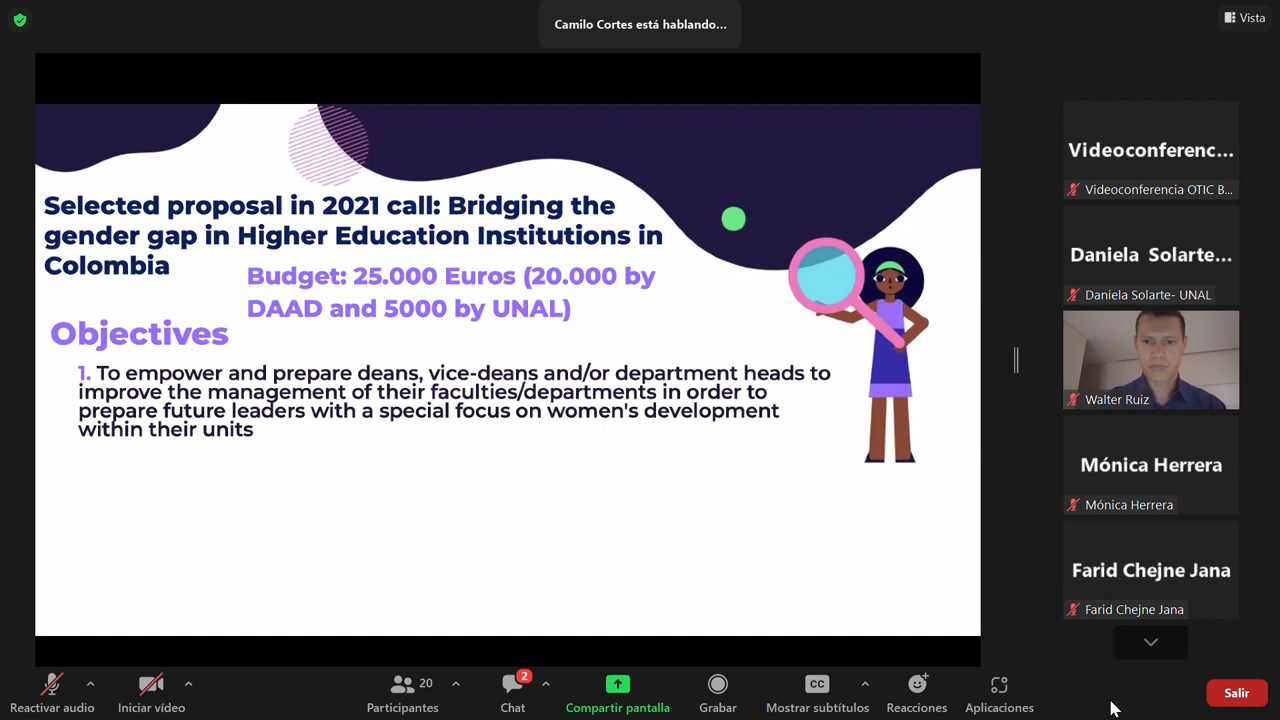 Camilo Cortes está hablando...
Vista
Selected proposal in 2021 call: Bridging the
gender gap in Higher Education Institutions in
Colombia
Budget: 25.000 Euros (20.000 by
DAAD and 5000 by UNAL)
Objectives
1. To empower and prepare deans, vice-deans and/or department heads to
improve the management of their faculties/departments in order to
prepare future leaders with a special focus on women's development
within their units
Videoconferenc...
Videoconferencia OTIC B...
Daniela Solarte...
Daniela Solarte- UNAL
Walter Ruiz
Mónica Herrera
Mónica Herrera
Farid Chejne Jana
Farid Chejne Jana
Reactivar audio
Iniciar vídeo
20
Participantes
2
Chat
Compartir pantalla
Grabar
CC
Mostrar subtítulos
Reacciones
Aplicaciones
Salir